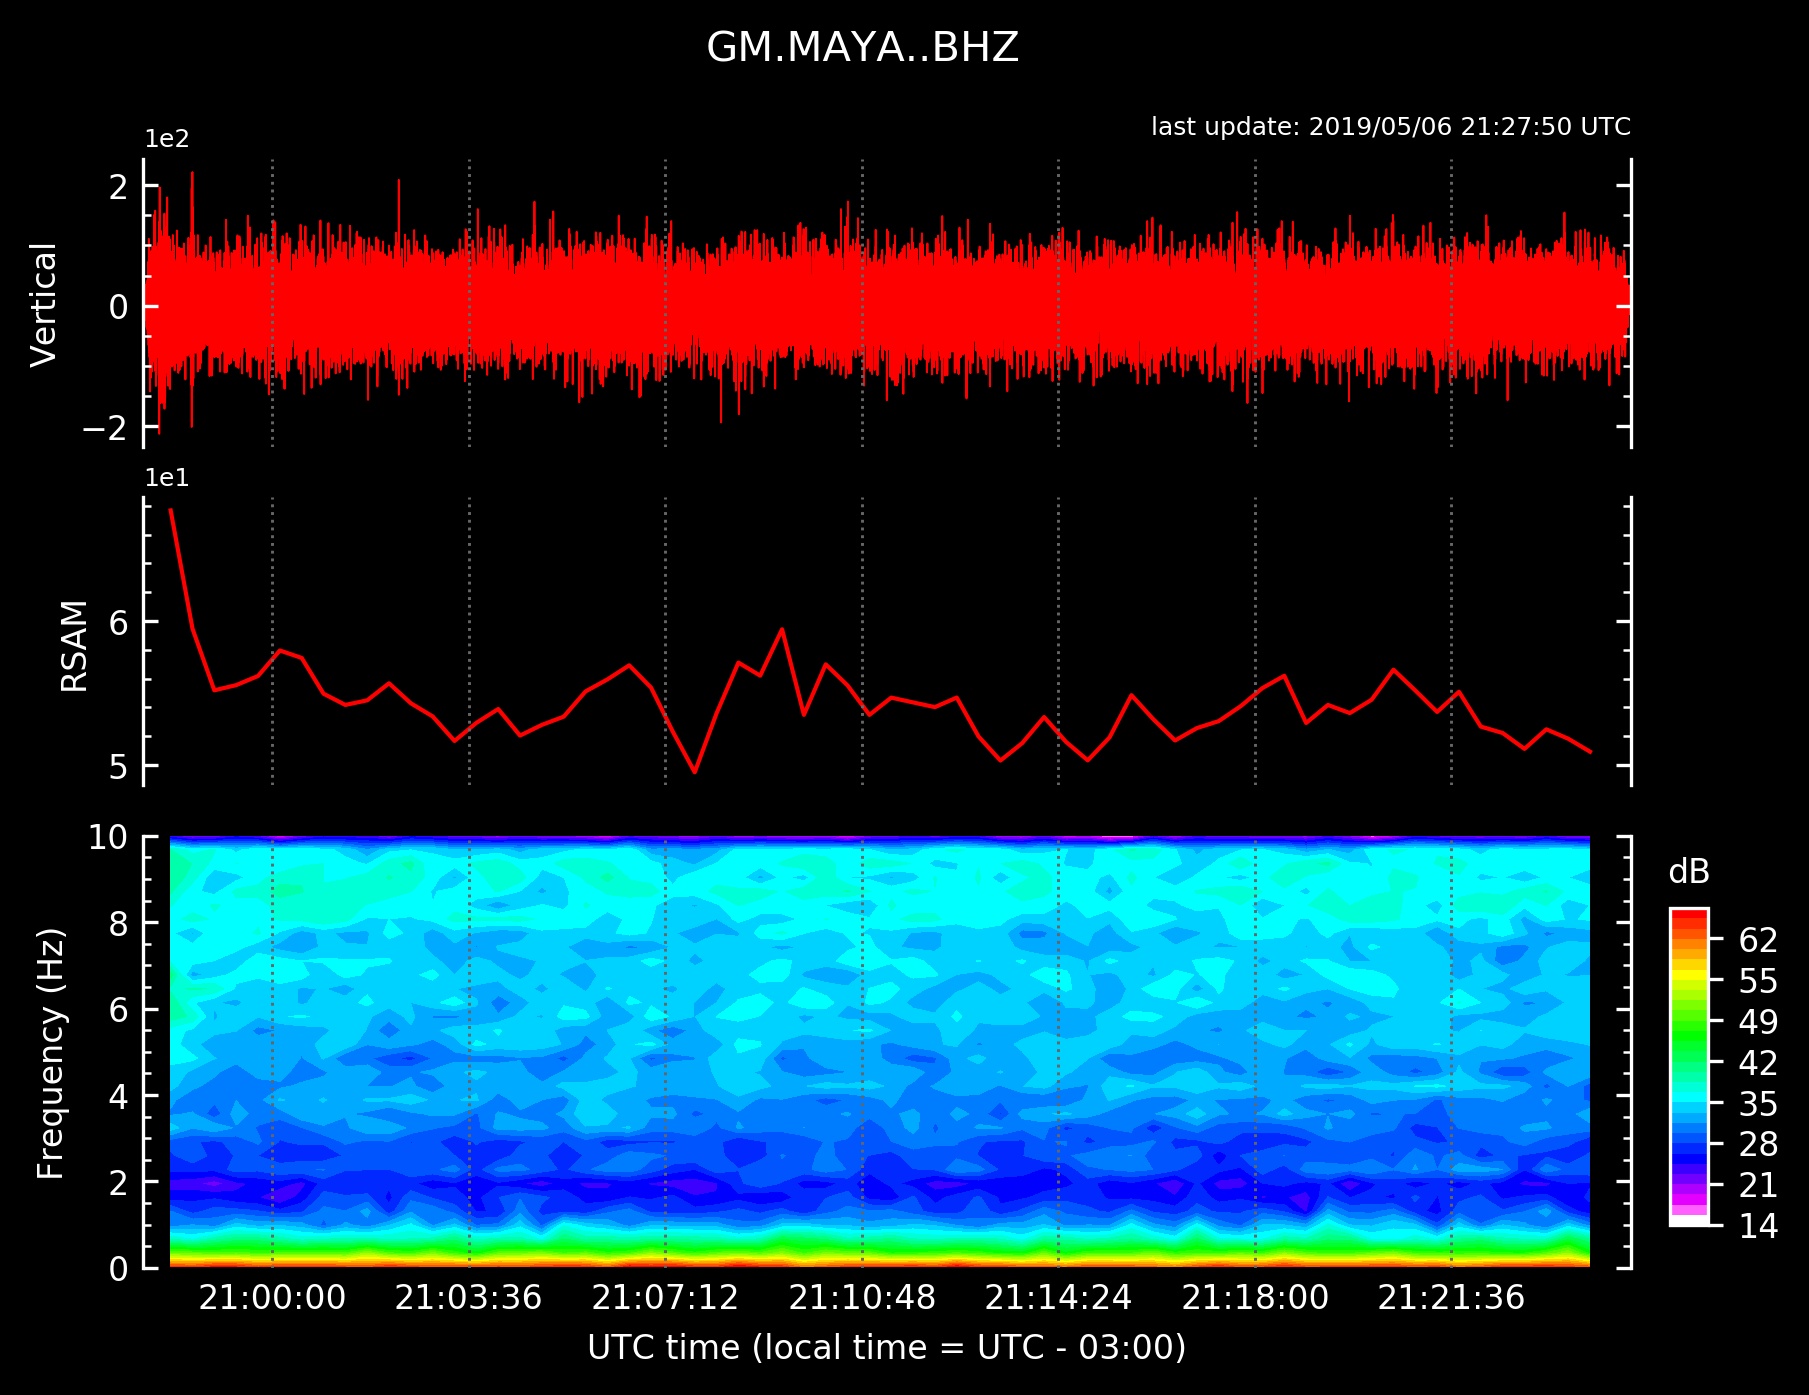 GM.MAYA..BHZ
last update: 2019/05/06 21:27:50 UTC
1e2
2
0
−2
Vertical
1e1
6
5
RSAM
10
8
6
4
2
0
Frequency (Hz)
dB
62
55
49
42
35
28
21
14
21:00:00 21:03:36 21:07:12 21:10:48 21:14:24 21:18:00 21:21:36
UTC time (local time = UTC - 03:00)